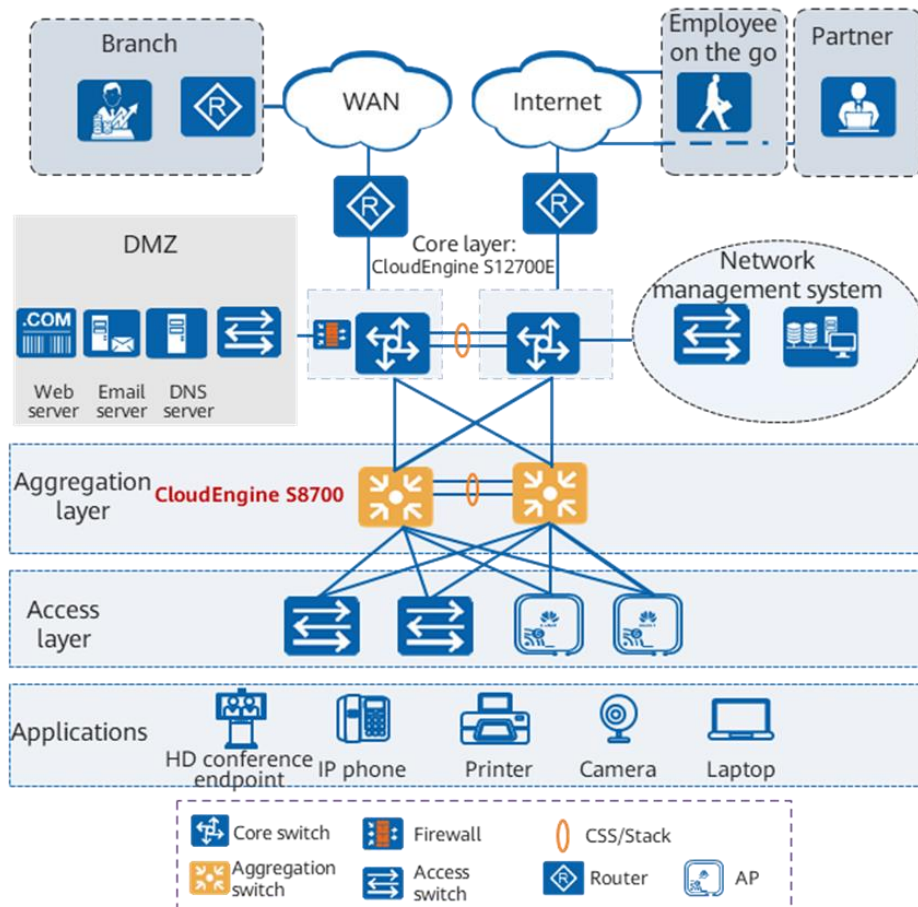 Branch
WAN
Internet
Employee
on the go
Partner
R
R
R
DMZ
Core layer:
CloudEngine S12700E
Network
management system
.COM
Web
server
Email
server
DNS
server
Aggregation
layer
CloudEngine S8700
Access
layer
Applications
HD conference
endpoint
IP phone
Printer
Camera
Laptop
Core switch
Firewall
CSS/Stack
Aggregation
switch
Access
switch
R
Router
AP